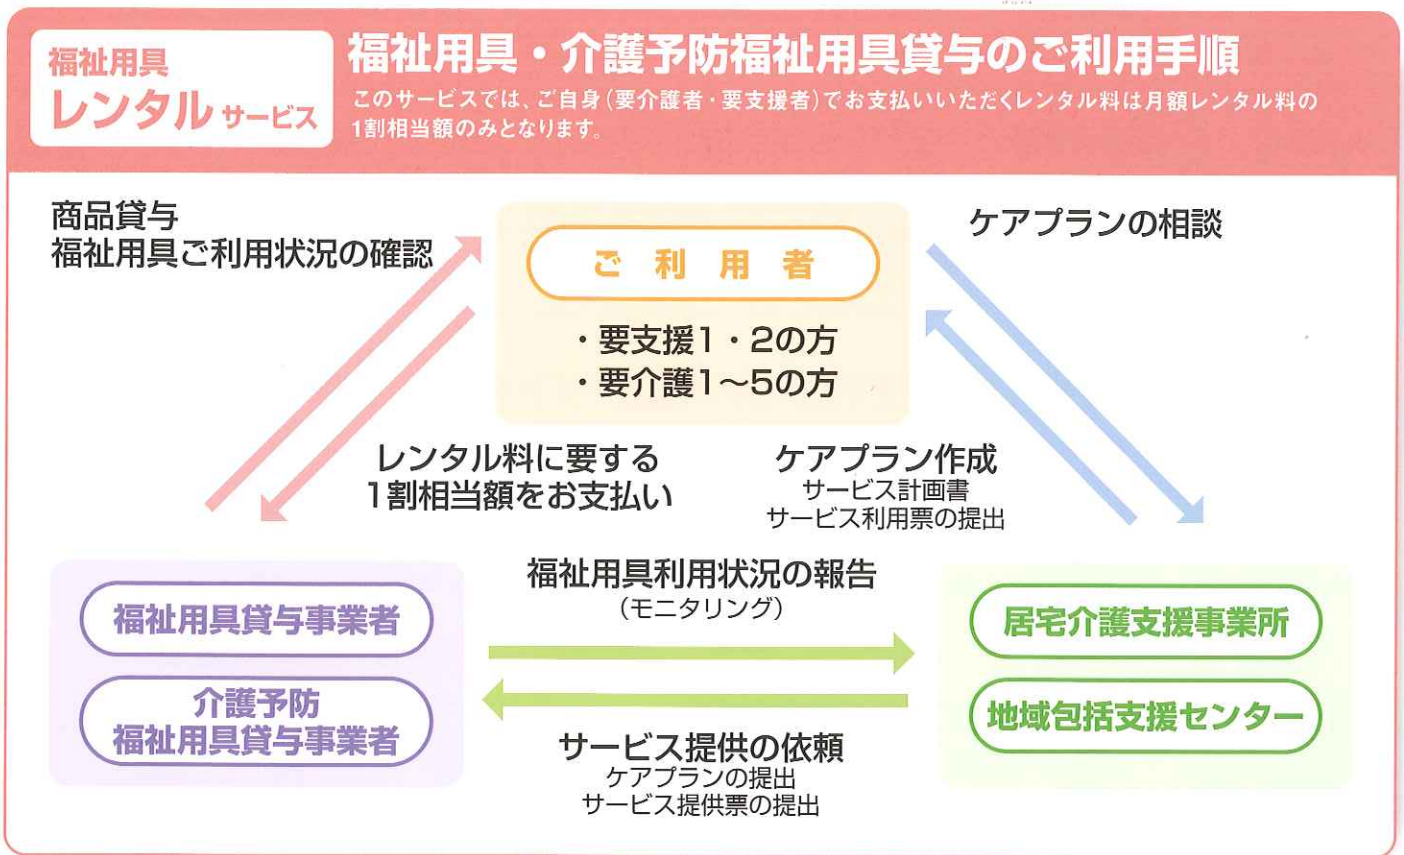 福祉用具
レンタル サービス
福祉用具・介護予防福祉用具貸与のご利用手順
このサービスでは、ご自身(要介護者・要支援者)でお支払いいただくレンタル料は月額レンタル料の
1割相当額のみとなります。
商品貸与
福祉用具ご利用状況の確認
ご利用者
・要支援1・2の方
・要介護1〜5の方
ケアプランの相談
レンタル料に要する
1割相当額をお支払い
ケアプラン作成
サービス計画書
サービス利用票の提出
福祉用具貸与事業者
介護予防
福祉用具貸与事業者
福祉用具利用状況の報告
(モニタリング)
サービス提供の依頼
ケアプランの提出
サービス提供票の提出
居宅介護支援事業所
地域包括支援センター